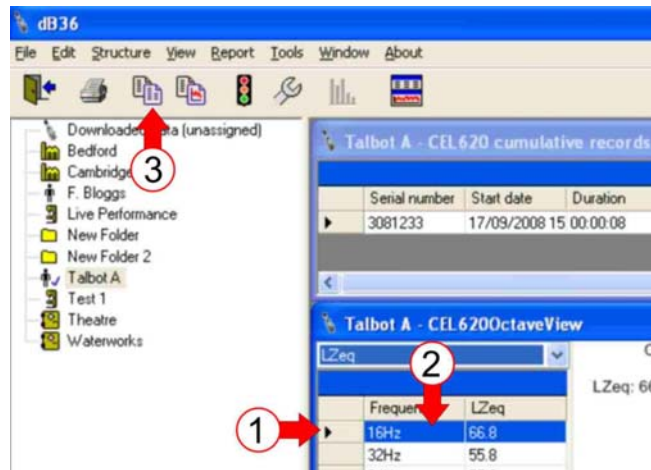 dB36
File Edit Structure View Report Tools Window About
Downloaded data (unassigned)
Bedford
Cambridge
F. Bloggs
Live Performance
New Folder
New Folder 2
Talbot A
Test 1
Theatre
Waterworks
3
Talbot A - CEL620 cumulative records
Serial number Start date Duration
3081233 17/09/2008 15 00:00:08
Talbot A - CEL620OctaveView
LZeq
2
LZeq: 66
LZeq
1
16Hz 66.8
32Hz 55.8